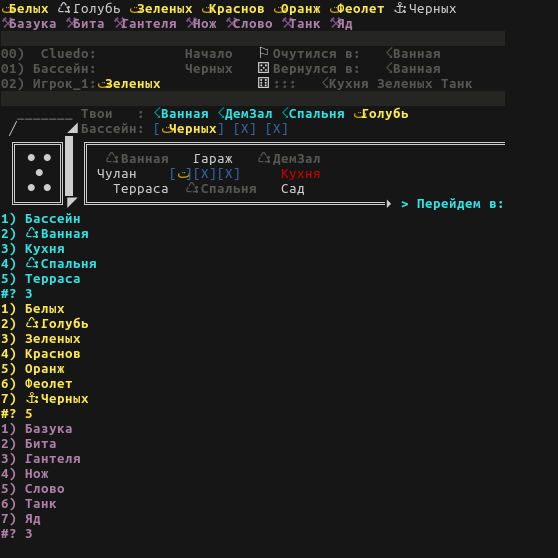 Белых Голубь Зеленых Краснов Оранж Феолет Черных
Базука Бита Гантеля Нож Слово Танк Яд
00) Cluedo: Начало Очутился в: Ванная
01) Бассейн: Черных Вернулся в: Ванная
02) Игрок_1: Зеленых ::: Кухня Зеленых Танк
_______ Твои : Ванная ДемЗал Спальня Голубь
Бассейн: [Черных] [X] [X]
Ванная Гараж ДемЗал
Чулан [ ][X][X] Кухня
Терраса Спальня Сад
> Перейдем в:
1) Бассейн
2) Ванная
3) Кухня
4) Спальня
5) Терраса
#? 3
1) Белых
2) Голубь
3) Зеленых
4) Краснов
5) Оранж
6) Феолет
7) Черных
#? 5
1) Базука
2) Бита
3) Гантеля
4) Нож
5) Слово
6) Танк
7) Яд
#? 3